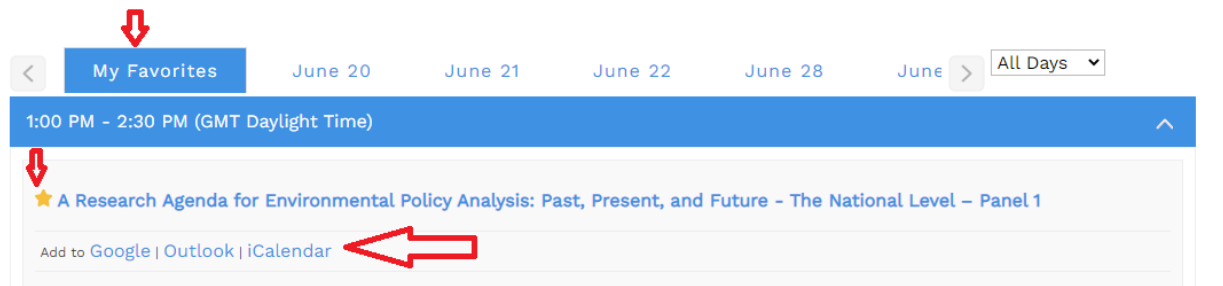 My Favorites June 20 June 21 June 22 June 28 June All Days
1:00 PM - 2:30 PM (GMT Daylight Time)
A Research Agenda for Environmental Policy Analysis: Past, Present, and Future - The National Level – Panel 1
Add to Google | Outlook | iCalendar